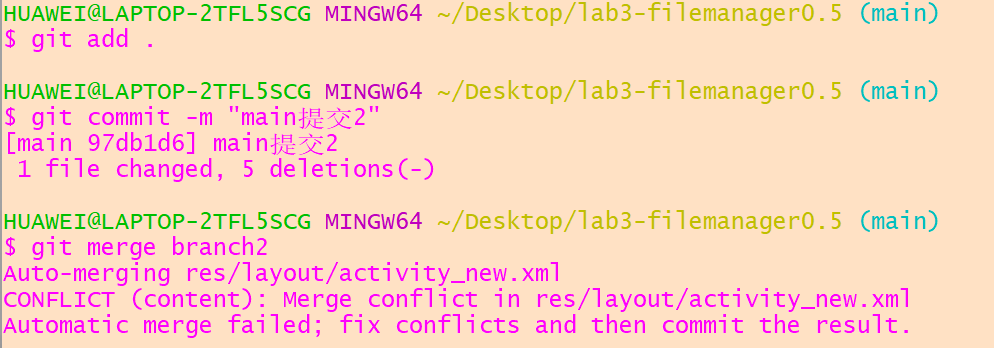 HUAWEI@LAPTOP-2TFL5SCG MINGW64 ~/Desktop/lab3-filemanager0.5 (main)
$ git add .
HUAWEI@LAPTOP-2TFL5SCG MINGW64 ~/Desktop/lab3-filemanager0.5 (main)
$ git commit -m "main提交2"
[main 97db1d6] main提交2
 1 file changed, 5 deletions(-)
HUAWEI@LAPTOP-2TFL5SCG MINGW64 ~/Desktop/lab3-filemanager0.5 (main)
$ git merge branch2
Auto-merging res/layout/activity_new.xml
CONFLICT (content): Merge conflict in res/layout/activity_new.xml
Automatic merge failed; fix conflicts and then commit the result.